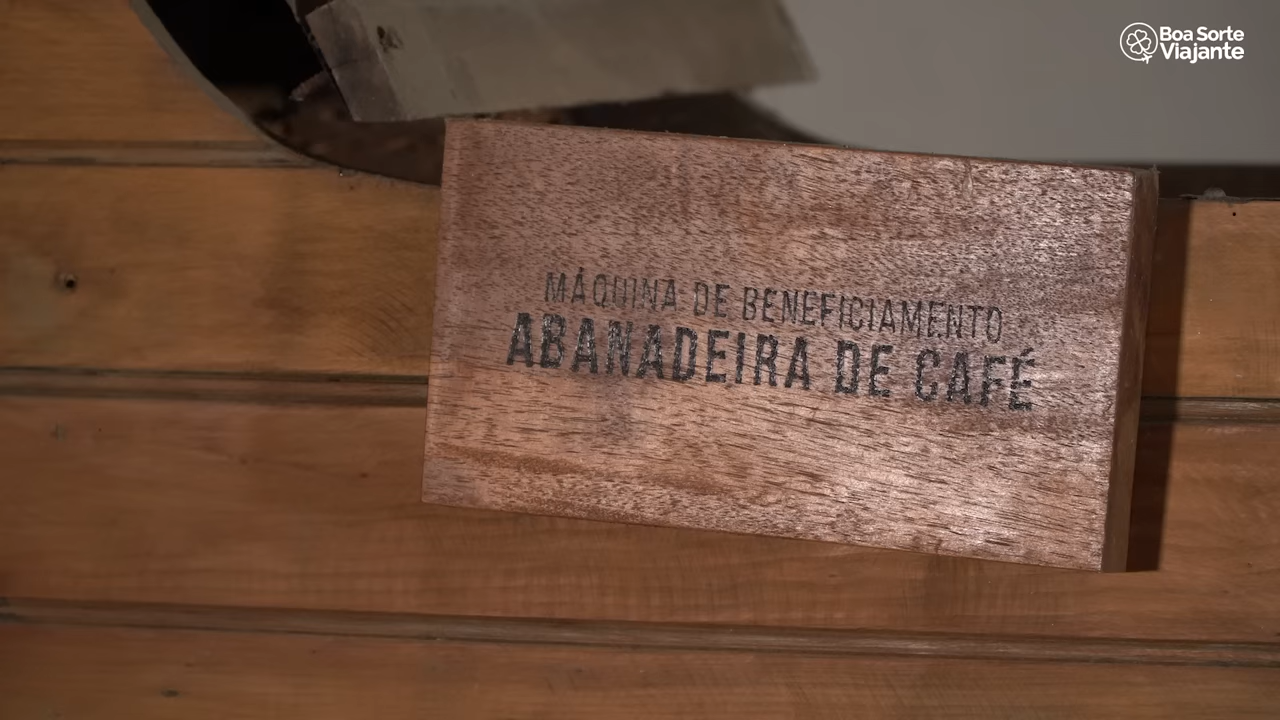 Boa Sorte
Viajante
MÁQUINA DE BENEFICIAMENTO
ABANADEIRA DE CAFÉ